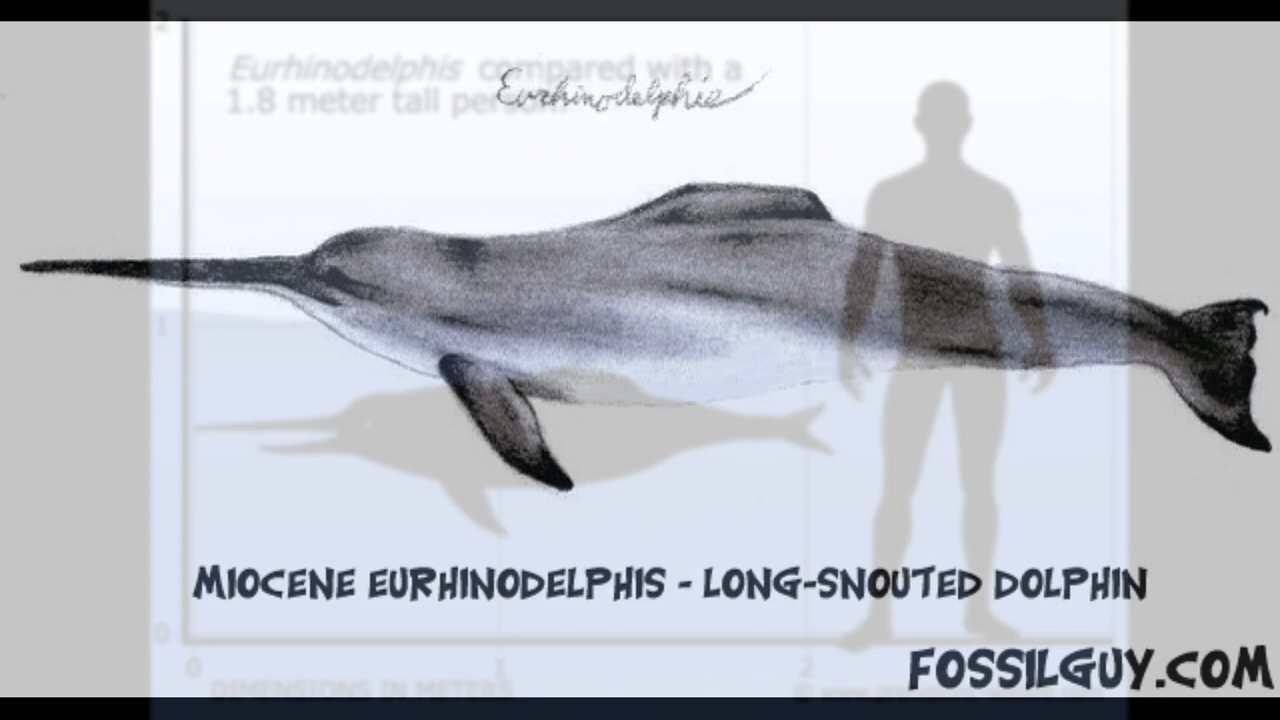 2
Eurhinodelphis compared with a
1.8 meter tall person.
Eurhinodelphis
1
MIOCENE EURHINODELPHIS - LONG-SNOUTED DOLPHIN
0
0 1 2
FOSSILGUY.COM
DIMENSIONS IN METERS